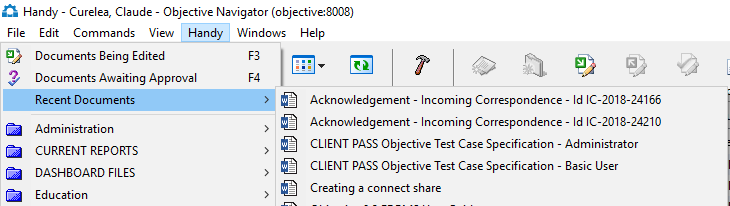 Handy - Curelea, Claude - Objective Navigator (objective:8008)
File Edit Commands View Handy Windows Help
Documents Being Edited F3
Documents Awaiting Approval F4
Recent Documents
Acknowledgement - Incoming Correspondence - Id IC-2018-24166
Acknowledgement - Incoming Correspondence - Id IC-2018-24210
Administration
CLIENT PASS Objective Test Case Specification - Administrator
CURRENT REPORTS
CLIENT PASS Objective Test Case Specification - Basic User
DASHBOARD FILES
Creating a connect share
Education